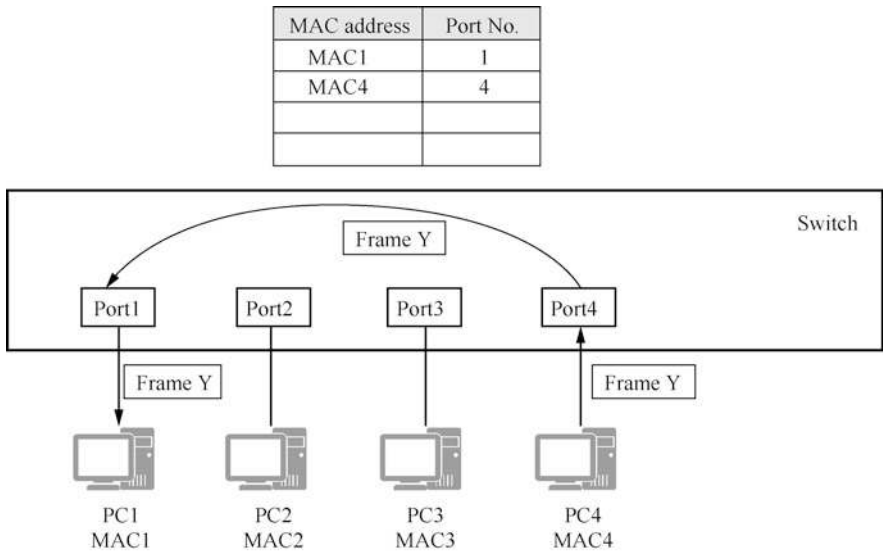 MAC address Port No.
MAC1 1
MAC4 4
Switch
Frame Y
Port1 Port2 Port3 Port4
Frame Y Frame Y
PC1 PC2 PC3 PC4
MAC1 MAC2 MAC3 MAC4